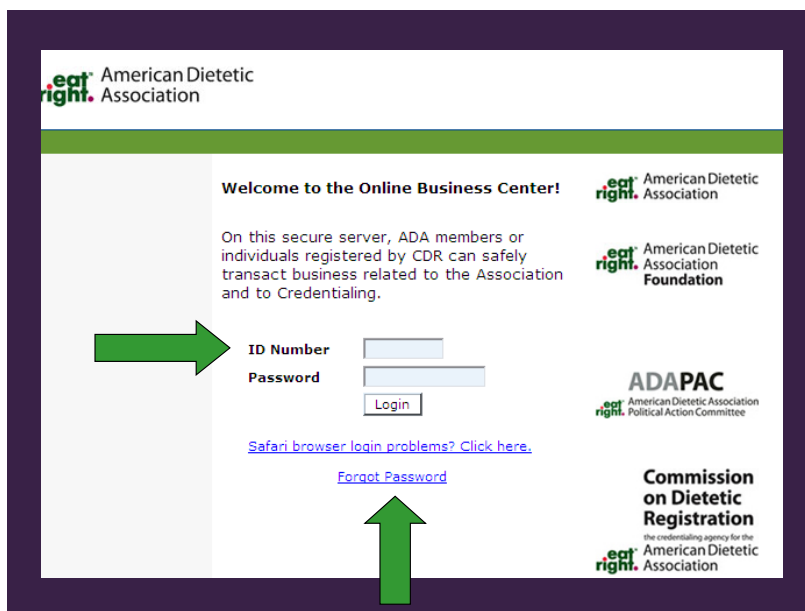 eat right. American Dietetic
Association
Welcome to the Online Business Center!
On this secure server, ADA members or
individuals registered by CDR can safely
transact business related to the Association
and to Credentialing.
ID Number
Password
Login
Safari browser login problems? Click here.
Forgot Password
eat right. American Dietetic
Association
eat right. American Dietetic
Association
Foundation
ADAPAC
eat right. American Dietetic Association
Political Action Committee
Commission
on Dietetic
Registration
the credentialing agency for the
eat right. American Dietetic
Association